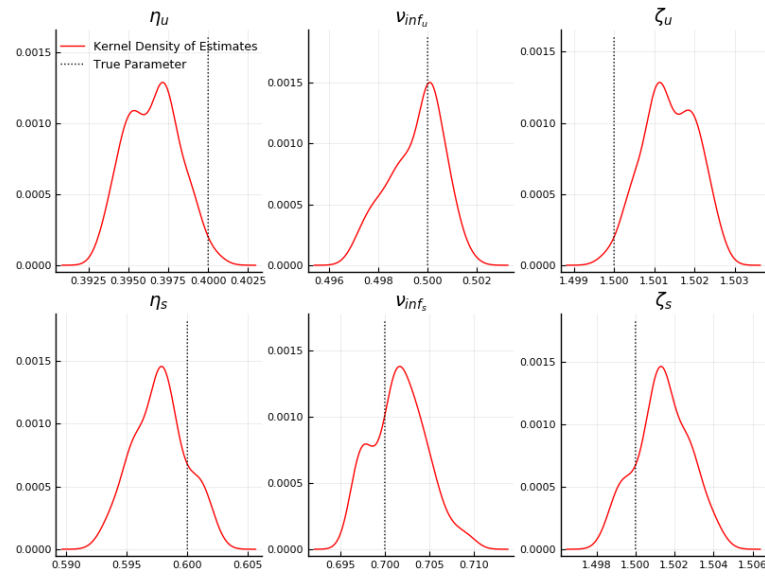 η_u ν_{inf_u} ζ_u
0.0015 0.0015 0.0015
Kernel Density of Estimates
True Parameter
0.0010 0.0010 0.0010
0.0005 0.0005 0.0005
0.0000 0.0000 0.0000
0.3925 0.3950 0.3975 0.4000 0.4025 0.496 0.498 0.500 0.502 1.499 1.500 1.501 1.502 1.503
η_s ν_{inf_s} ζ_s
0.0015 0.0015 0.0015
0.0010 0.0010 0.0010
0.0005 0.0005 0.0005
0.0000 0.0000 0.0000
0.590 0.595 0.600 0.605 0.695 0.700 0.705 0.710 1.498 1.500 1.502 1.504 1.506